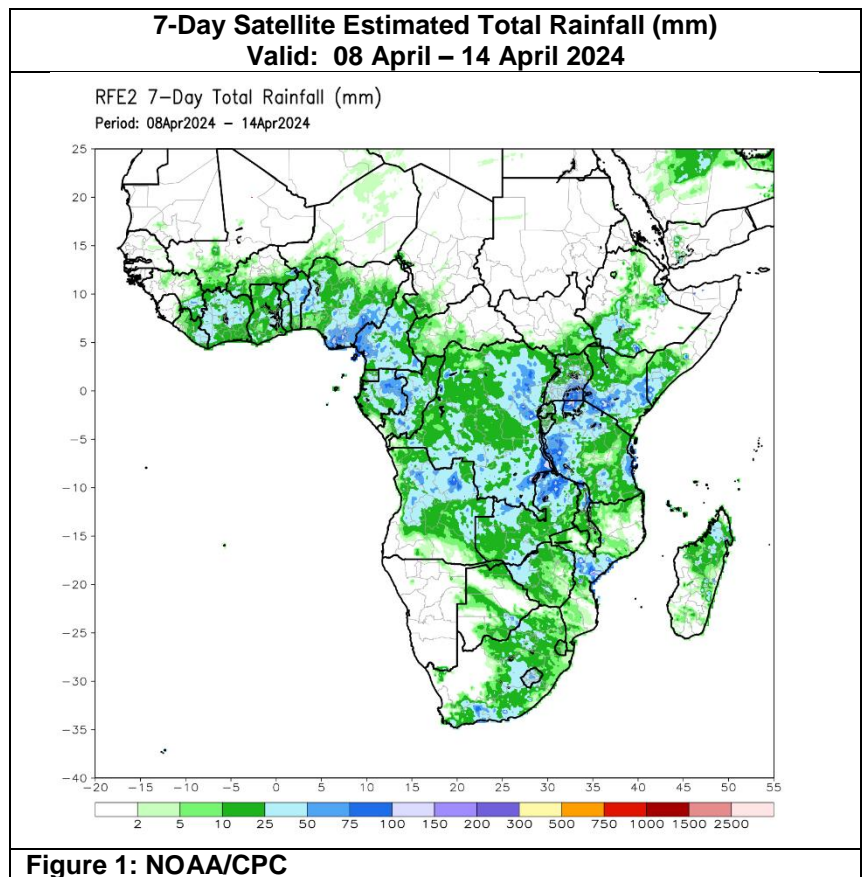 7-Day Satellite Estimated Total Rainfall (mm)
Valid: 08 April – 14 April 2024
RFE2 7-Day Total Rainfall (mm)
Period: 08Apr2024 – 14Apr2024
25
20
15
10
5
0
−5
−10
−15
−20
−25
−30
−35
−40
−20 −15 −10 −5 0 5 10 15 20 25 30 35 40 45 50 55
2 5 10 25 50 75 100 150 200 300 500 750 1000 1500 2500
Figure 1: NOAA/CPC